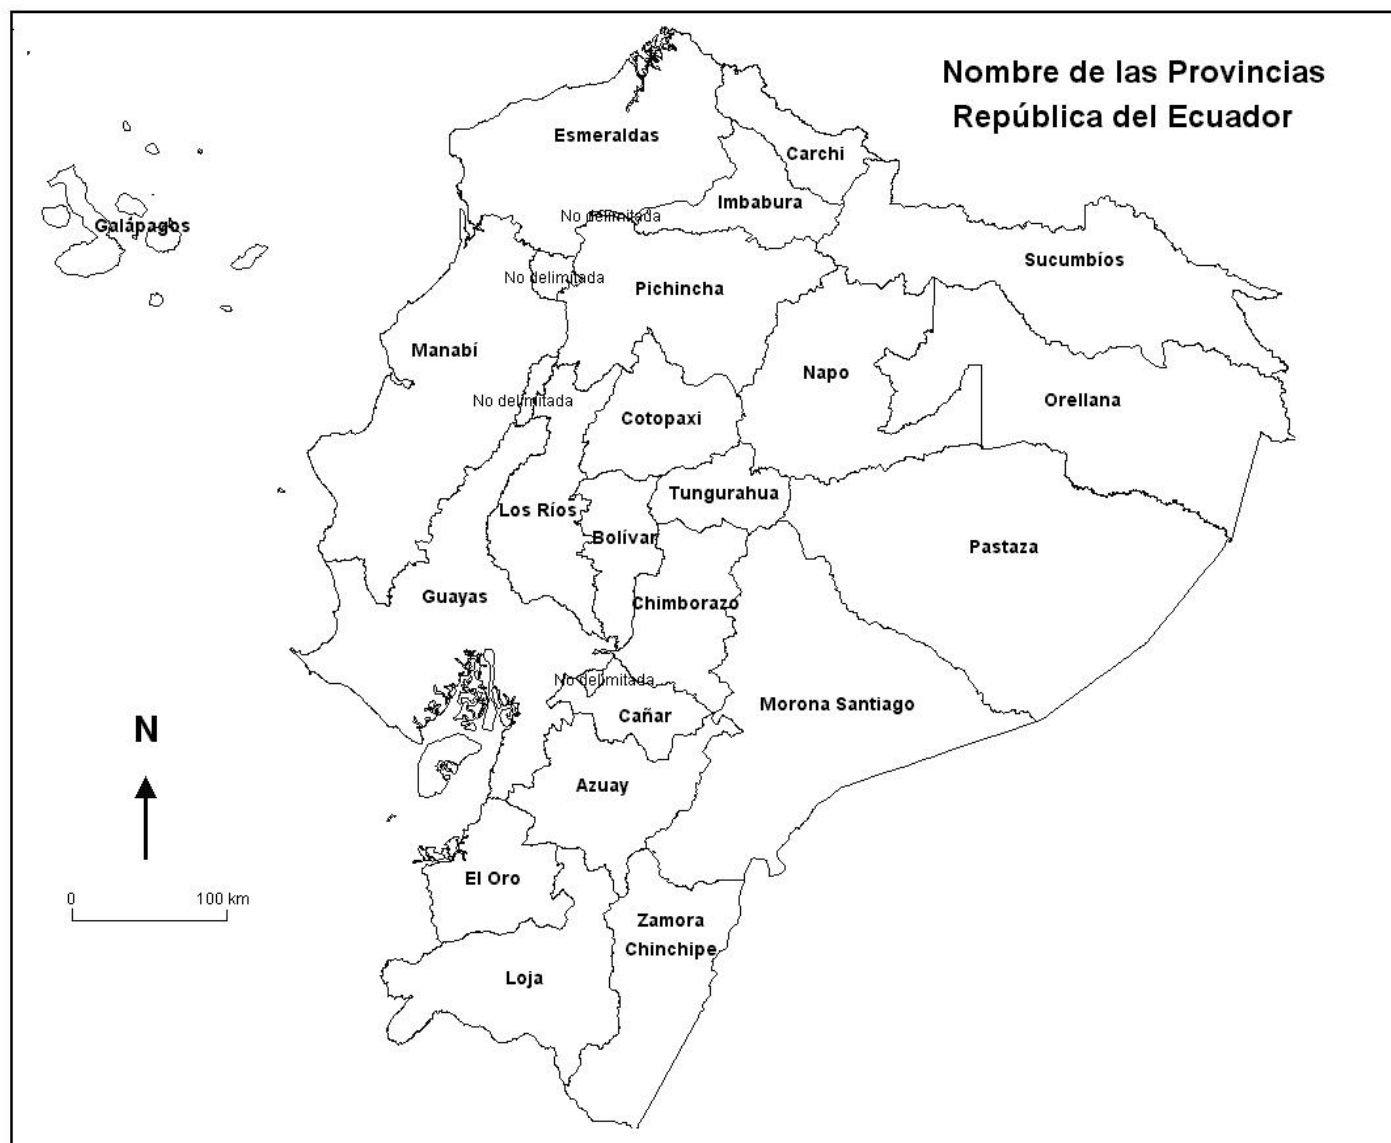 Nombre de las Provincias
República del Ecuador
Esmeraldas
Carchi
Imbabura
No delimitada
Galápagos
Sucumbíos
No delimitada
Pichincha
Manabí
Napo
No delimitada
Orellana
Cotopaxi
Tungurahua
Los Ríos
Bolívar
Pastaza
Guayas
Chimborazo
No delimitada
Morona Santiago
Cañar
N
Azuay
El Oro
0
100 km
Zamora
Chinchipe
Loja